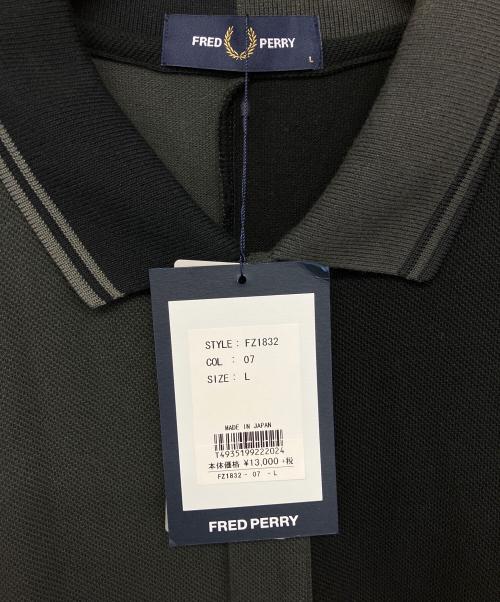 FRED PERRY
L
STYLE: FZ1832
COL : 07
SIZE: L
MADE IN JAPAN
T4935199222024
本体価格 ¥13,000 +税
FZ1832- 07 -L
FRED PERRY